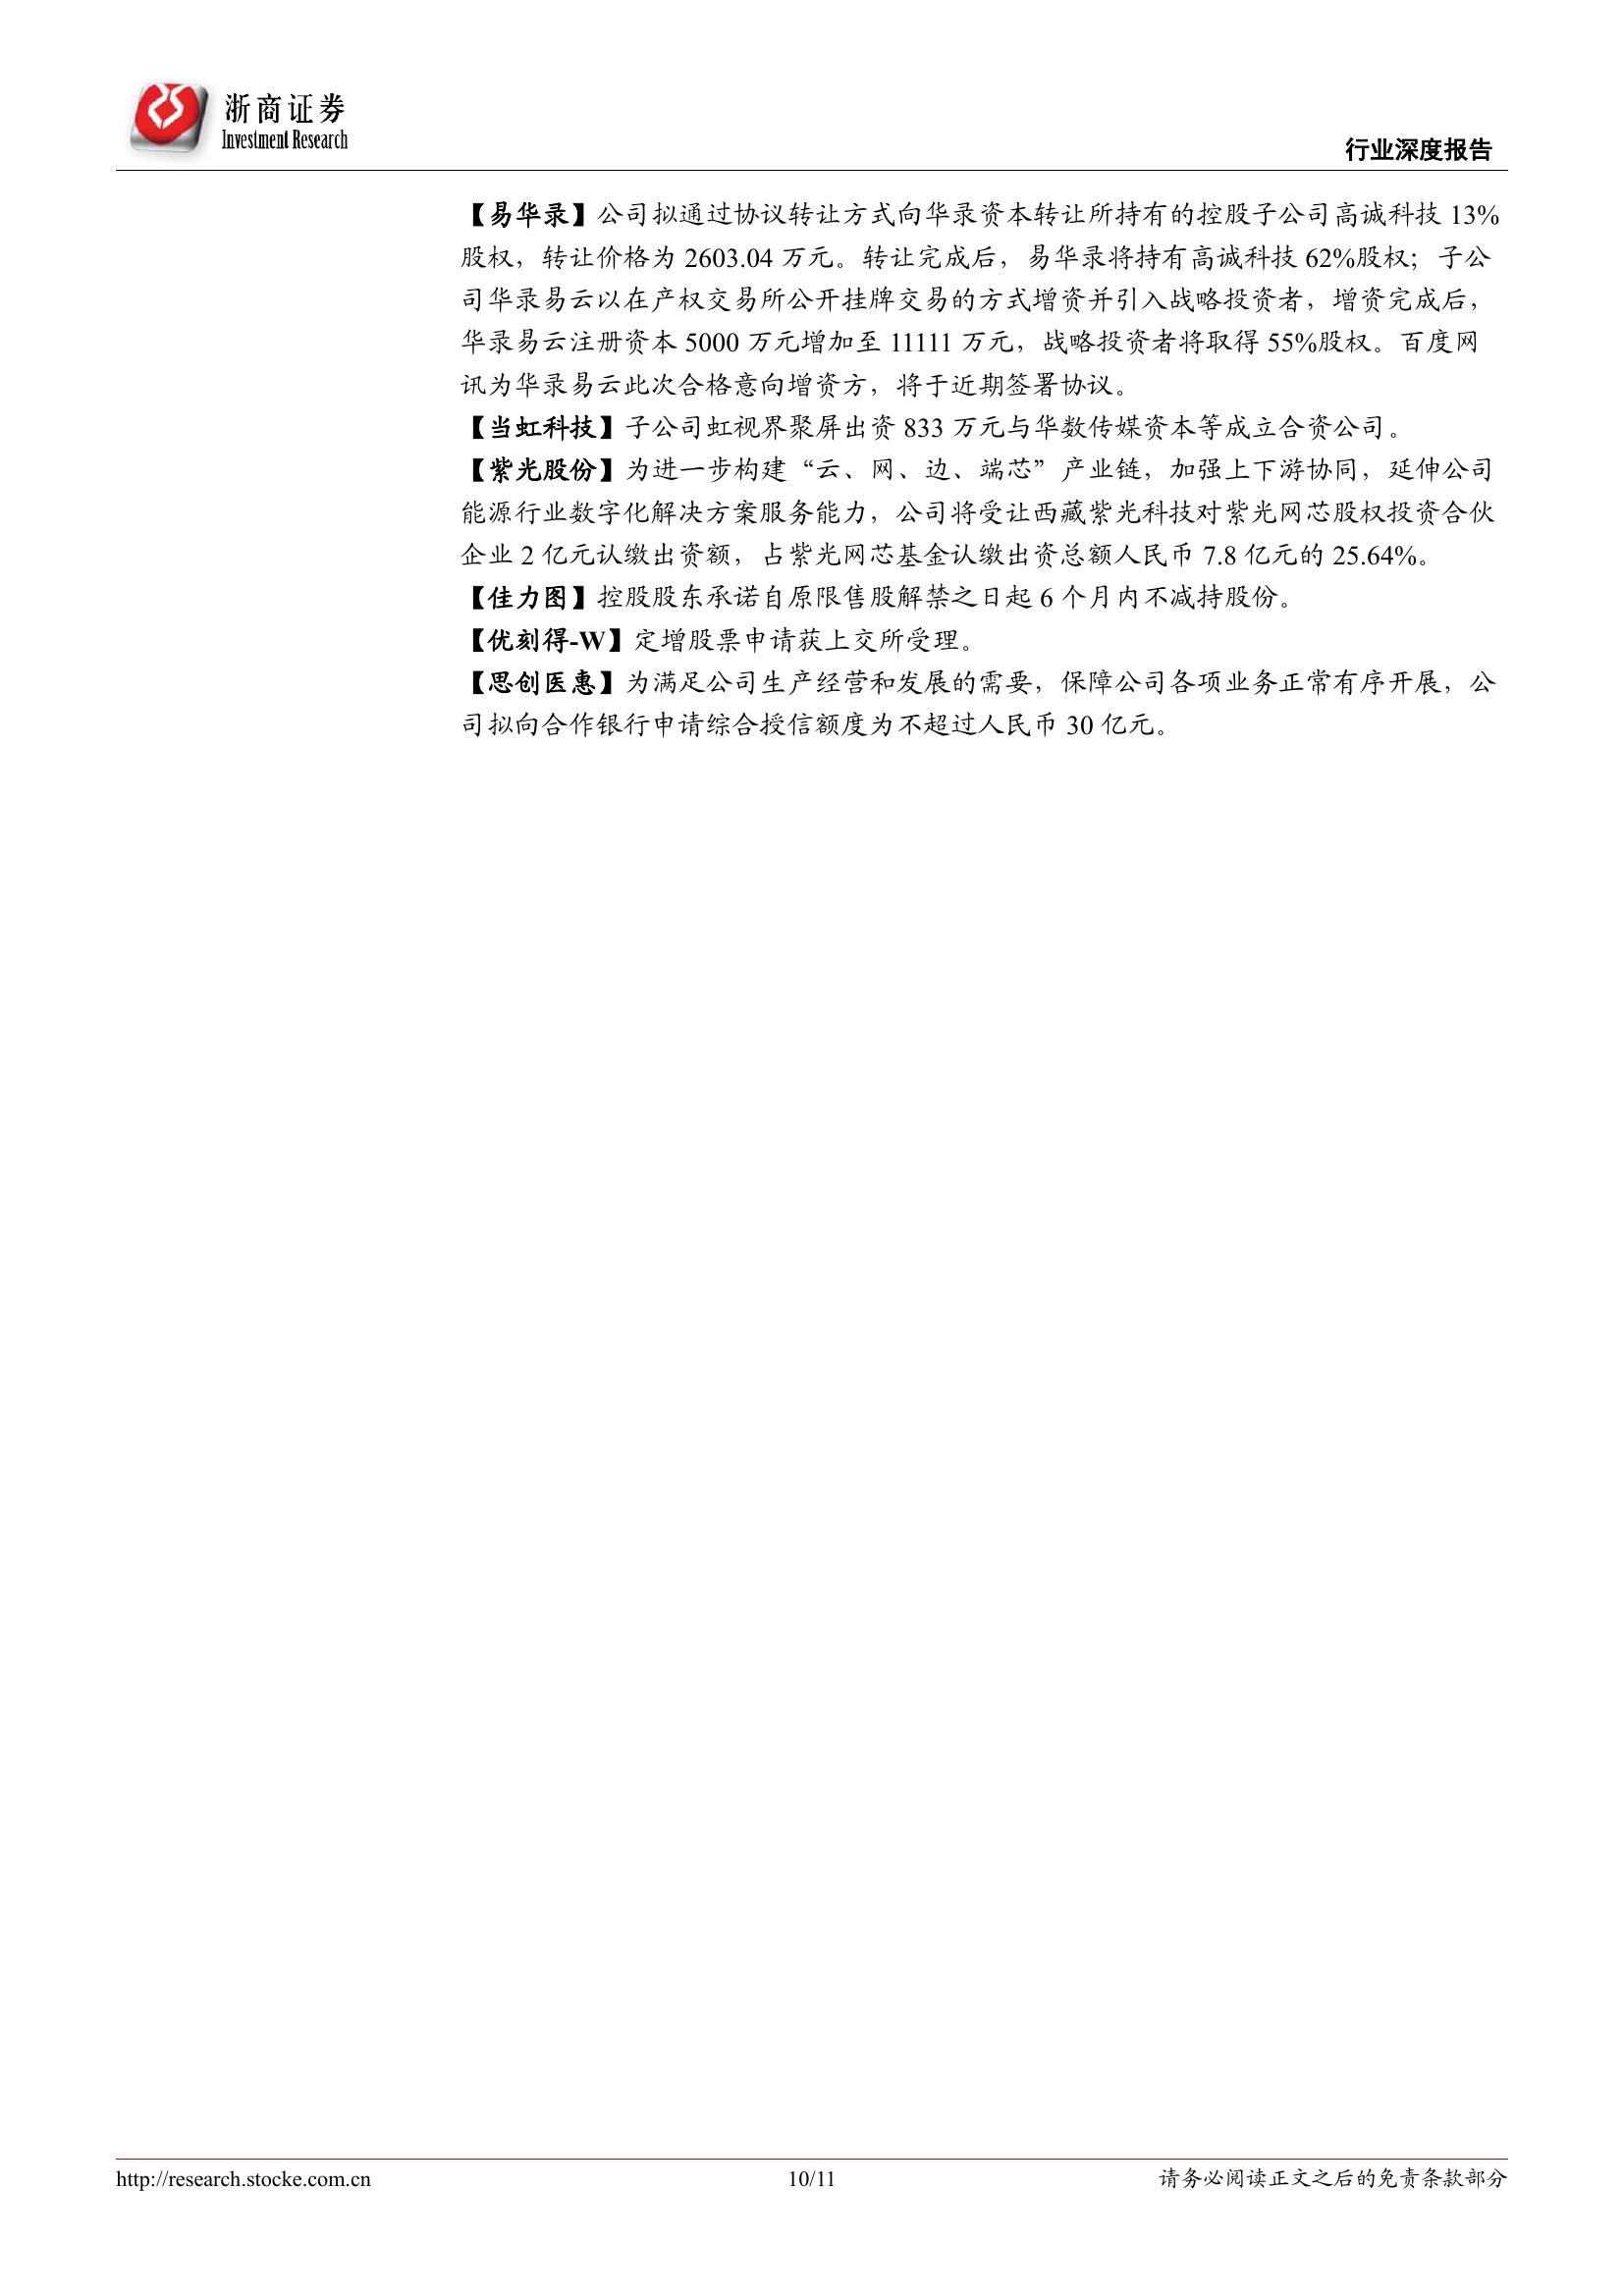 浙商证券
Investment Research
行业深度报告
【易华录】公司拟通过协议转让方式向华录资本转让所持有的控股子公司高诚科技 13%
股权，转让价格为 2603.04 万元。转让完成后，易华录将持有高诚科技 62%股权；子公
司华录易云以在产权交易所公开挂牌交易的方式增资并引入战略投资者，增资完成后，
华录易云注册资本 5000 万元增加至 11111 万元，战略投资者将取得 55%股权。百度网
讯为华录易云此次合格意向增资方，将于近期签署协议。
【当虹科技】子公司虹视界聚屏出资 833 万元与华数传媒资本等成立合资公司。
【紫光股份】为进一步构建“云、网、边、端芯”产业链，加强上下游协同，延伸公司
能源行业数字化解决方案服务能力，公司将受让西藏紫光科技对紫光网芯股权投资合伙
企业 2 亿元认缴出资额，占紫光网芯基金认缴出资总额人民币 7.8 亿元的 25.64%。
【佳力图】控股股东承诺自原限售股解禁之日起 6 个月内不减持股份。
【优刻得-W】定增股票申请获上交所受理。
【思创医惠】为满足公司生产经营和发展的需要，保障公司各项业务正常有序开展，公
司拟向合作银行申请综合授信额度为不超过人民币 30 亿元。
http://research.stocke.com.cn
10/11
请务必阅读正文之后的免责条款部分